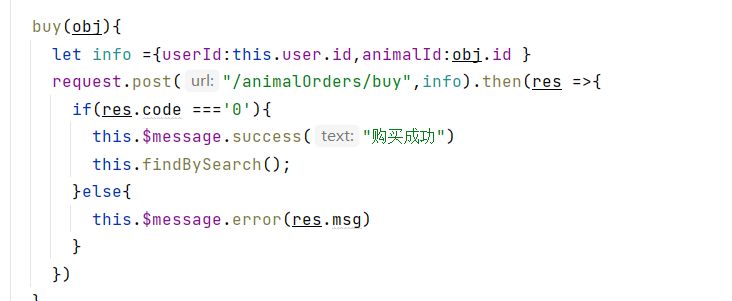 buy(obj){
let info ={userId:this.user.id,animalId:obj.id }
request.post( url: "/animalOrders/buy",info).then(res =>{
if(res.code ==='0'){
this.$message.success( text: "购买成功")
this.findBySearch();
}else{
this.$message.error(res.msg)
}
})